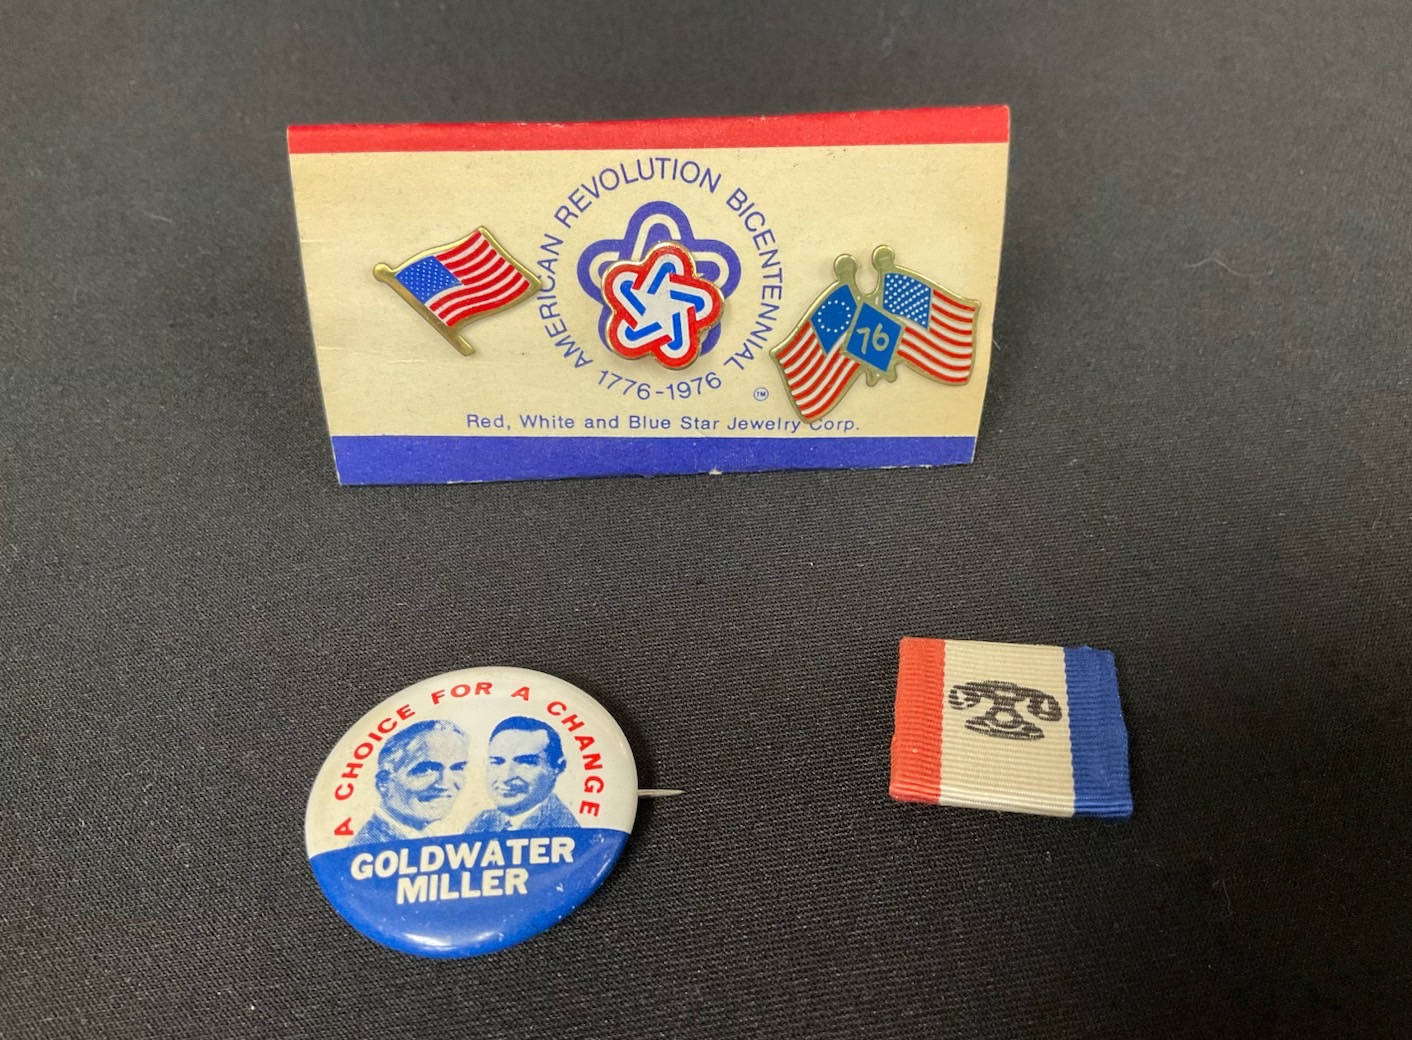 AMERICAN REVOLUTION BICENTENNIAL
1776-1976
TM
76
Red, White and Blue Star Jewelry Corp.
A CHOICE FOR A CHANGE
GOLDWATER
MILLER